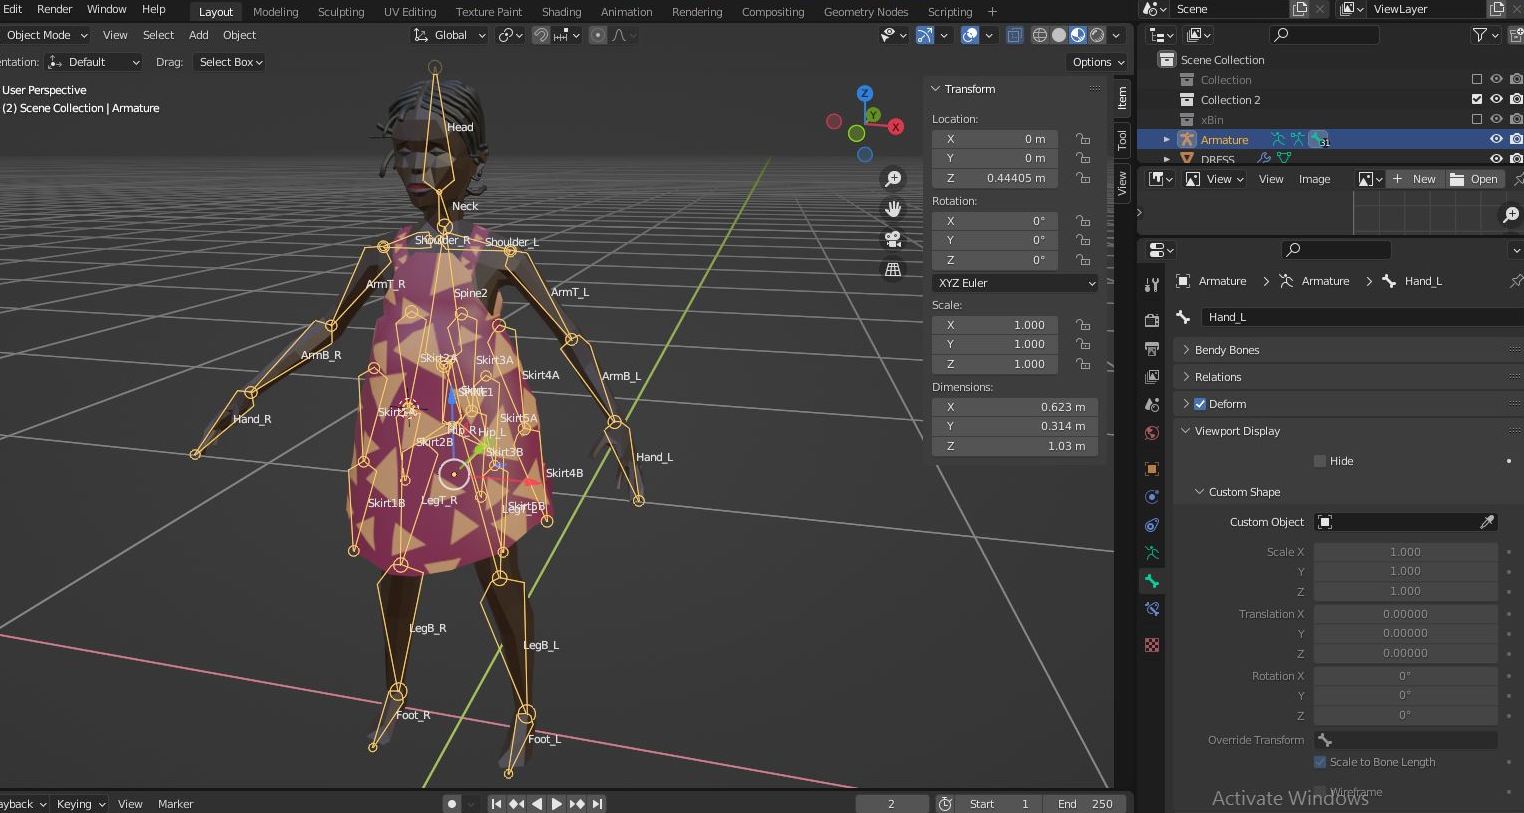 Edit Render Window Help Layout Modeling Sculpting UV Editing Texture Paint Shading Animation Rendering Compositing Geometry Nodes Scripting + Scene ViewLayer
Object Mode View Select Add Object Global
entation: Default Drag: Select Box Options
User Perspective
(2) Scene Collection | Armature
Head
Neck
Shoulder_R Shoulder_L
ArmT_R
Spine2
ArmT_L
ArmB_R
Skirt2A
Skirt3A
Skirt4A
ArmB_L
Hand_R
Skirt5A
Hip_R Hip_L
Skirt2B
Skirt3B
Hand_L
Skirt4B
Skirt1B
LegT_R
Skirt5B
LegB_R
LegB_L
Foot_R
Foot_L
Transform
Location:
X 0 m
Y 0 m
Z 0.44405 m
Rotation:
X 0°
Y 0°
Z 0°
XYZ Euler
Scale:
X 1.000
Y 1.000
Z 1.000
Dimensions:
X 0.623 m
Y 0.314 m
Z 1.03 m
Item
Tool
View
Z
Y
X
Scene Collection
Collection
Collection 2
xBin
Armature 31
DRESS
View View Image + New Open
Armature > Armature > Hand_L
Hand_L
Bendy Bones
Relations
Deform
Viewport Display
Hide
Custom Shape
Custom Object
Scale X 1.000
Y 1.000
Z 1.000
Translation X 0.00000
Y 0.00000
Z 0.00000
Rotation X 0°
Y 0°
Z 0°
Override Transform
Scale to Bone Length
Wireframe
Activate Windows
ayback Keying View Marker 2 Start 1 End 250